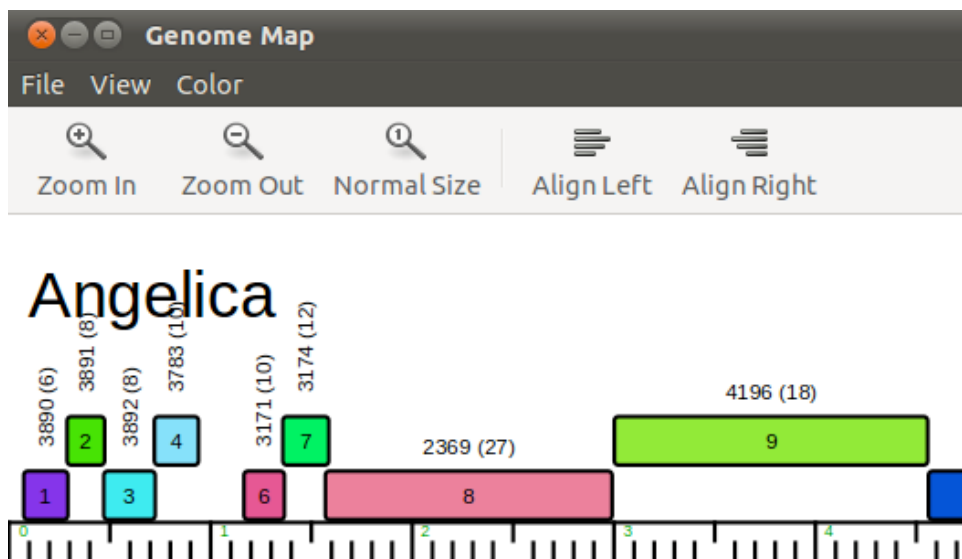 Genome Map
File View Color
Zoom In Zoom Out Normal Size Align Left Align Right
Angelica
3890 (6) 3891 (8) 3892 (8) 3783 (10) 3171 (10) 3174 (12) 2369 (27) 4196 (18)
2 4 7 9
1 3 6 8
0 1 2 3 4